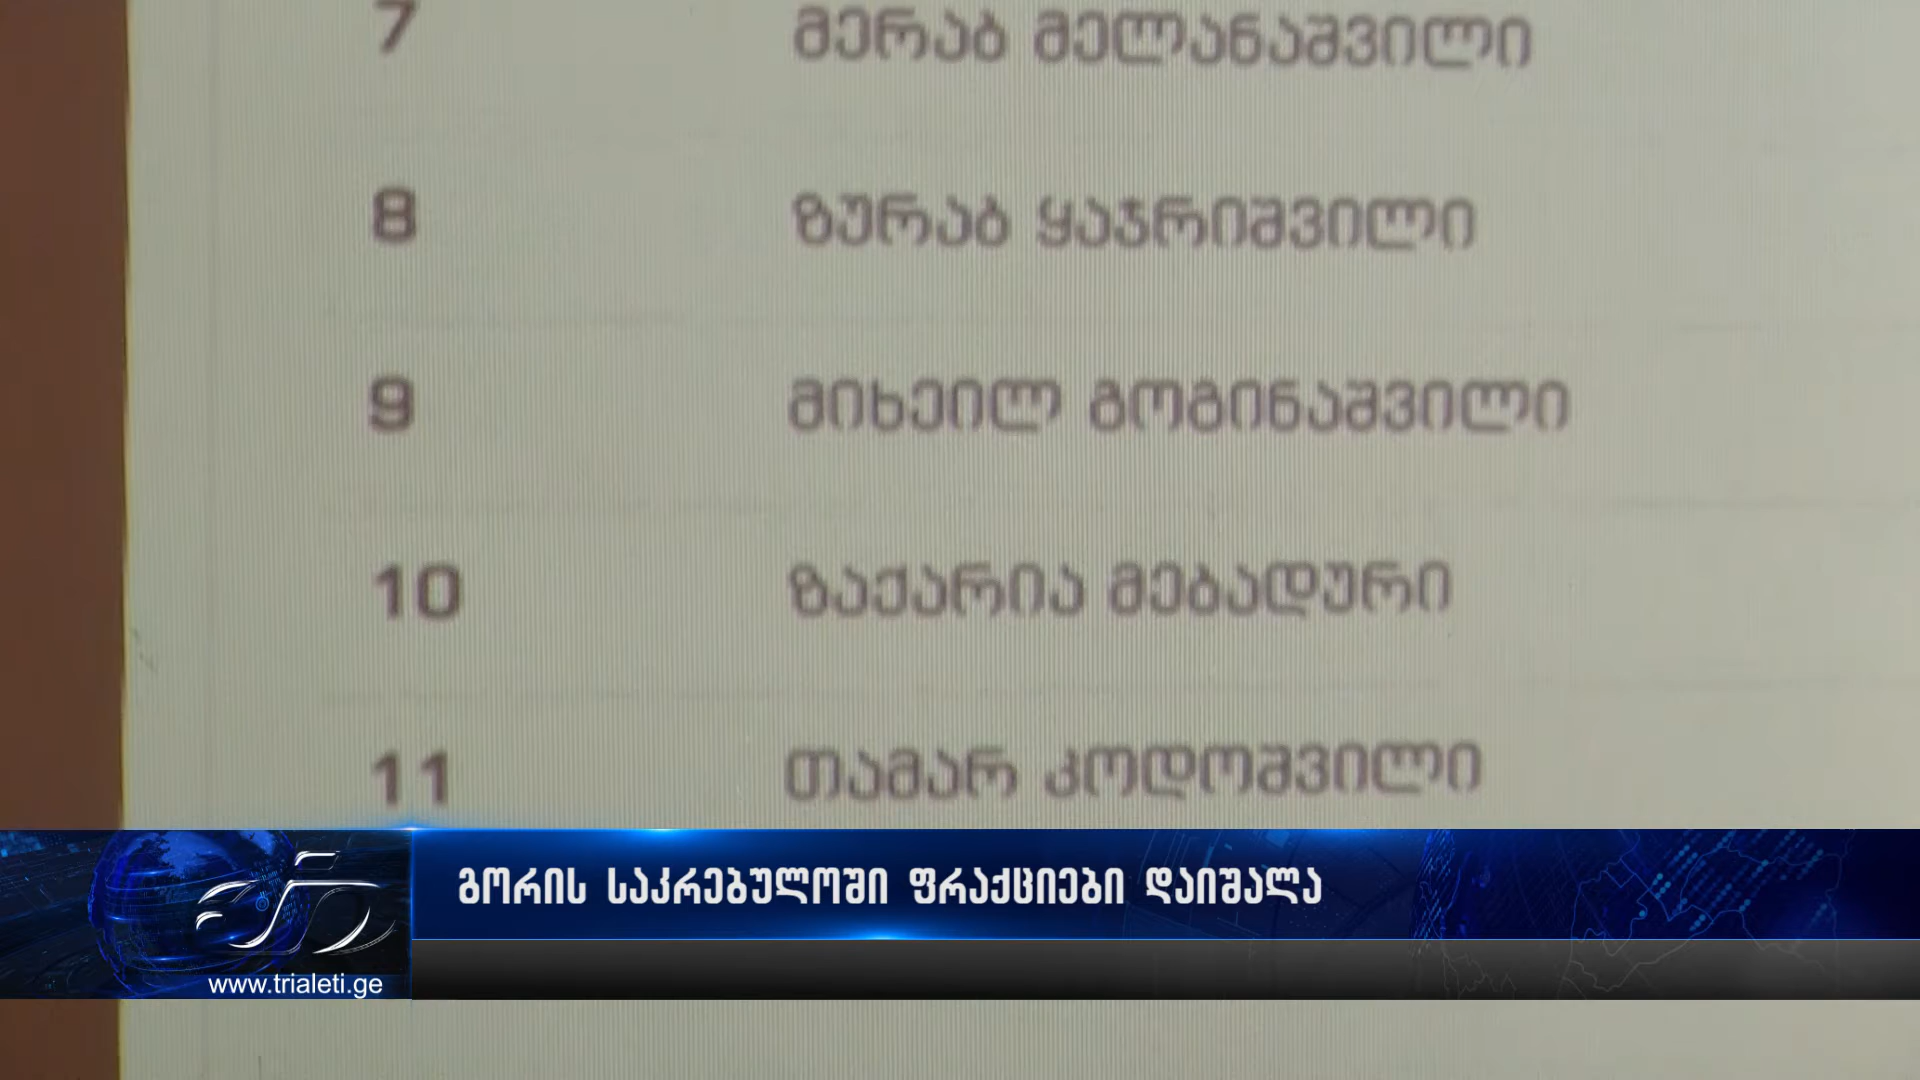 7 მერაბ მელანაშვილი
8 ზურაბ ყაჯრიშვილი
9 მიხეილ გოგინაშვილი
10 ზაქარია მებადური
11 თამარ კოდოშვილი
გორის საკრებულოში ფრაქციები დაიშალა
www.trialeti.ge